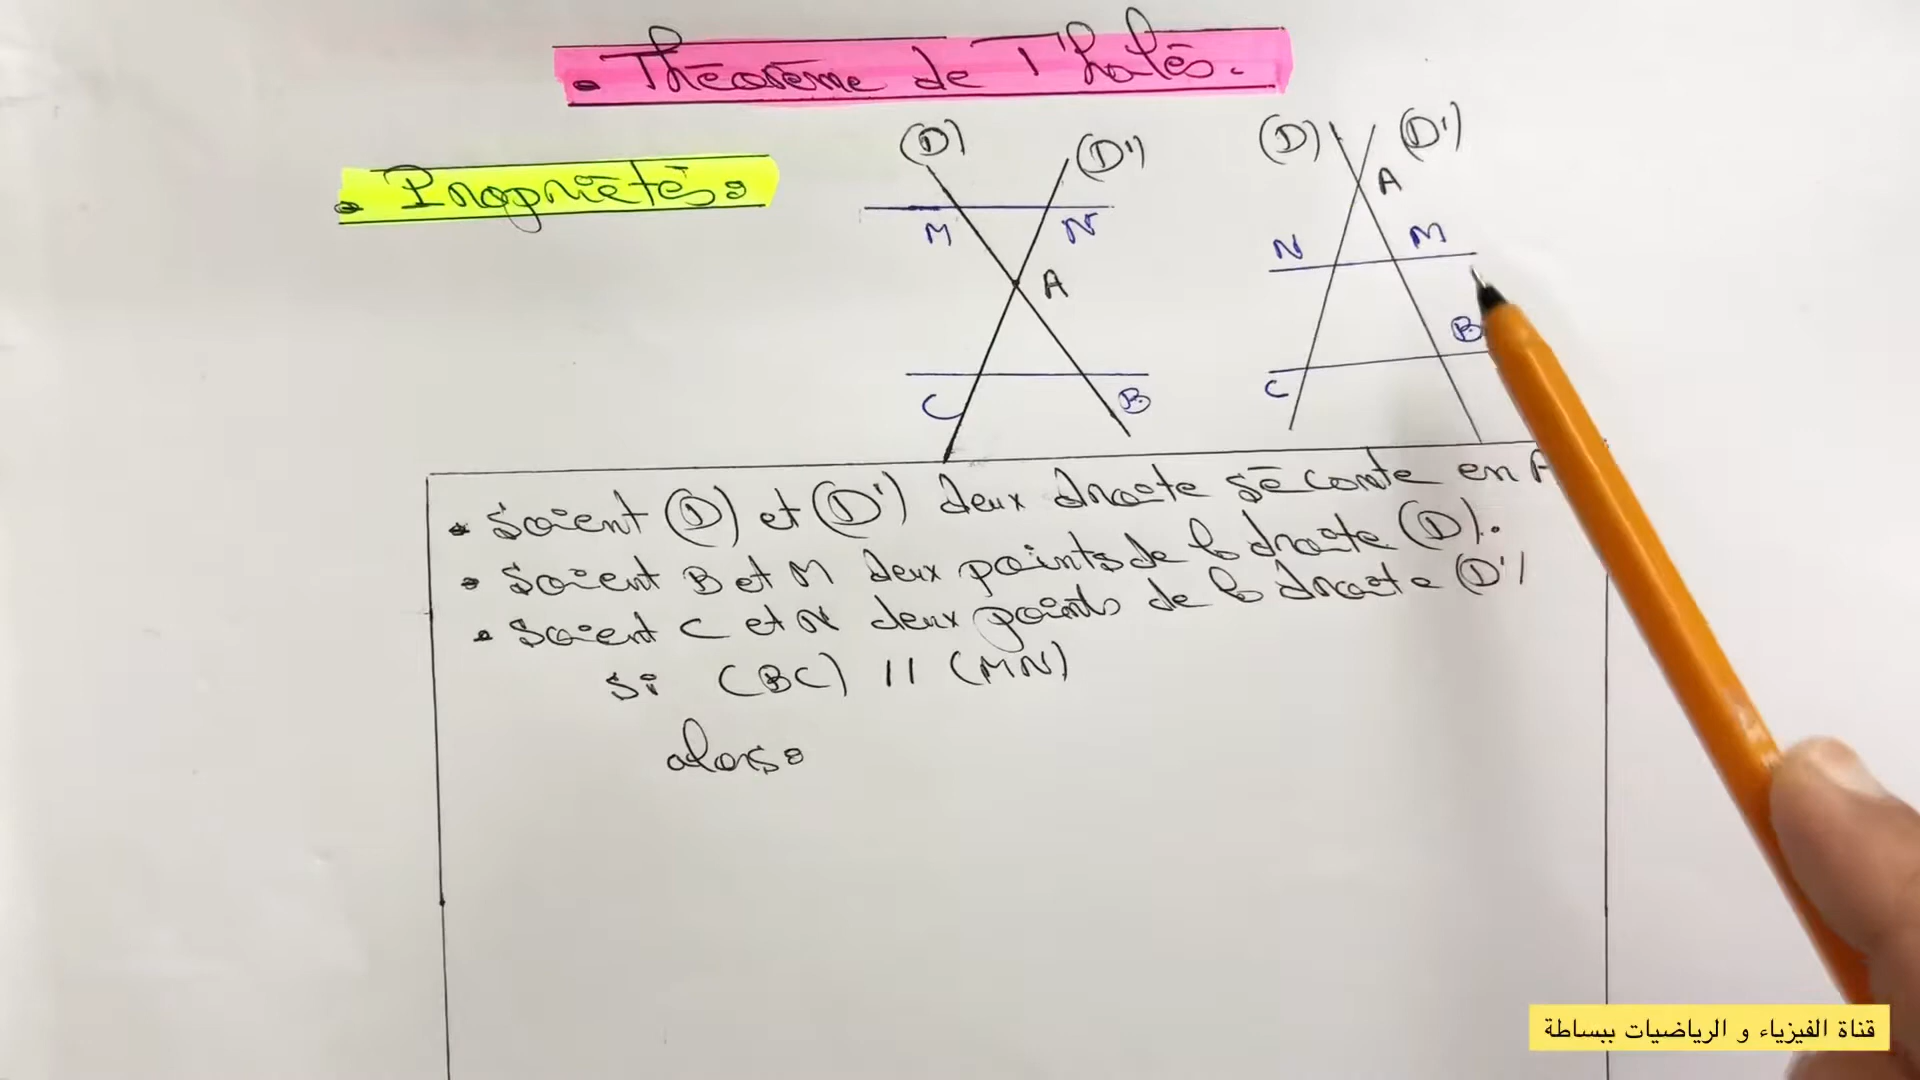 • Théorème de Thalès.
• Propriétés:
(D) (D')
M N
A
C B
(D) (D')
A
N M
B
C
• Soient (D) et (D') deux droite sécante en A
• Soient B et M deux points de la droite (D).
• Soient C et N deux points de la droite (D')
Si (BC) // (MN)
alors:
قناة الفيزياء و الرياضيات ببساطة